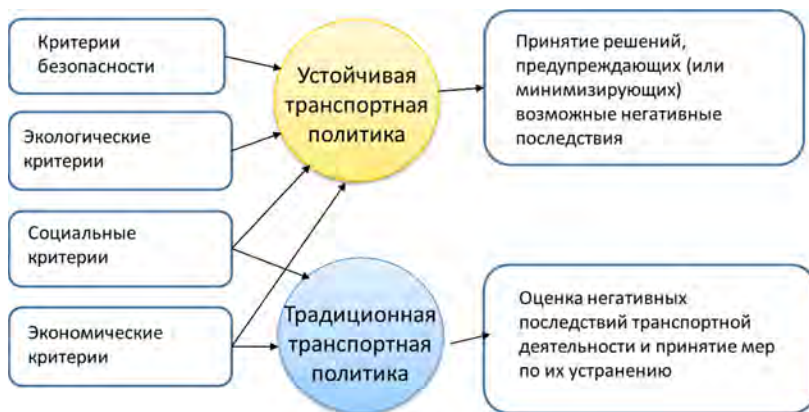 Критерии
безопасности
Экологические
критерии
Социальные
критерии
Экономические
критерии
Устойчивая
транспортная
политика
Традиционная
транспортная
политика
Принятие решений,
предупреждающих (или
минимизирующих)
возможные негативные
последствия
Оценка негативных
последствий транспортной
деятельности и принятие мер
по их устранению